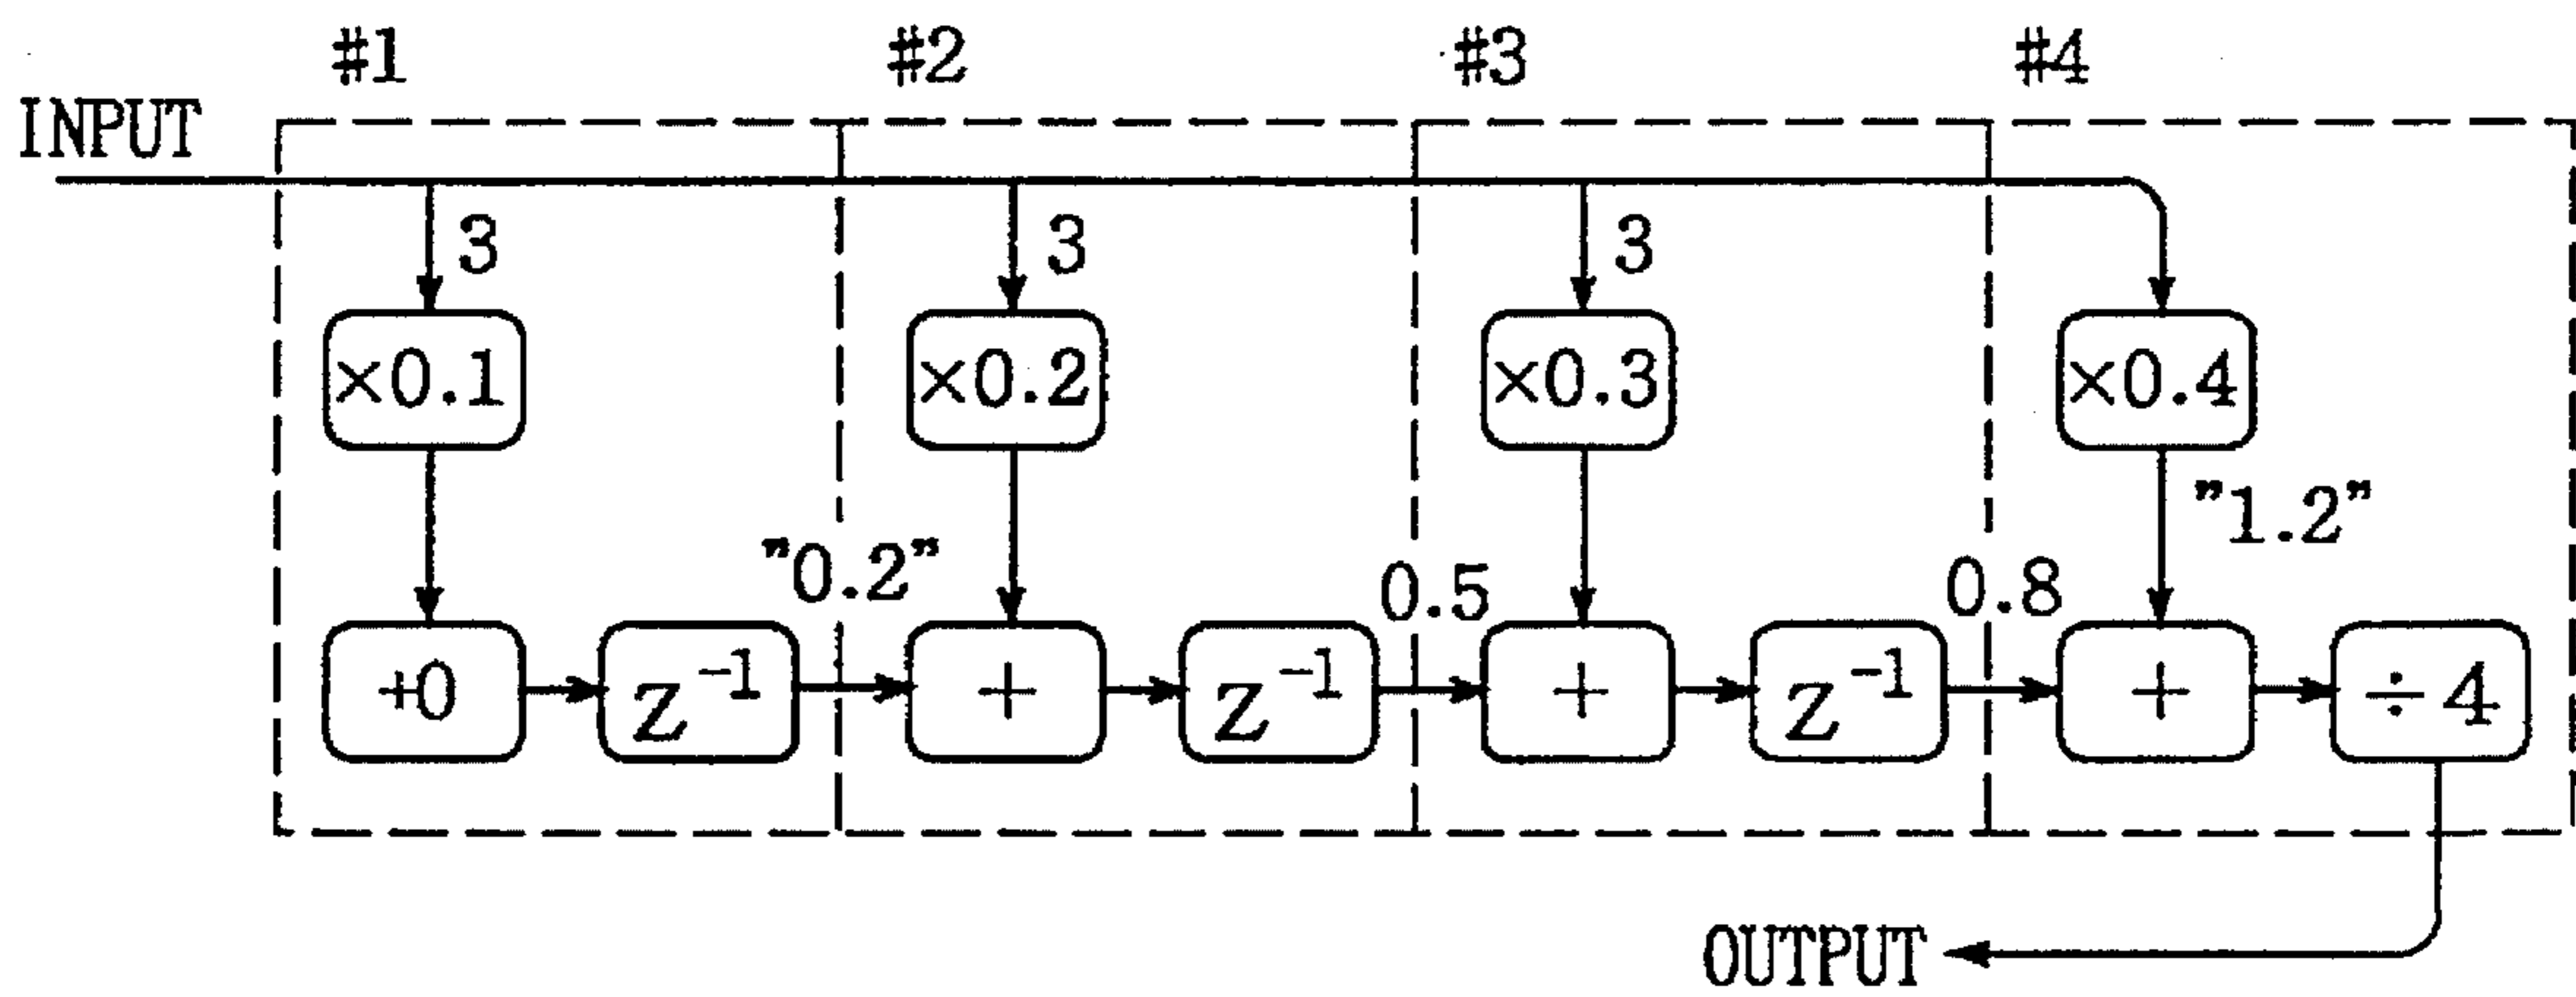 #1 #2 #3 #4
INPUT
3 3 3
×0.1 ×0.2 ×0.3 ×0.4
"1.2"
"0.2" 0.5 0.8
+0 z⁻¹ + z⁻¹ + z⁻¹ + ÷4
OUTPUT